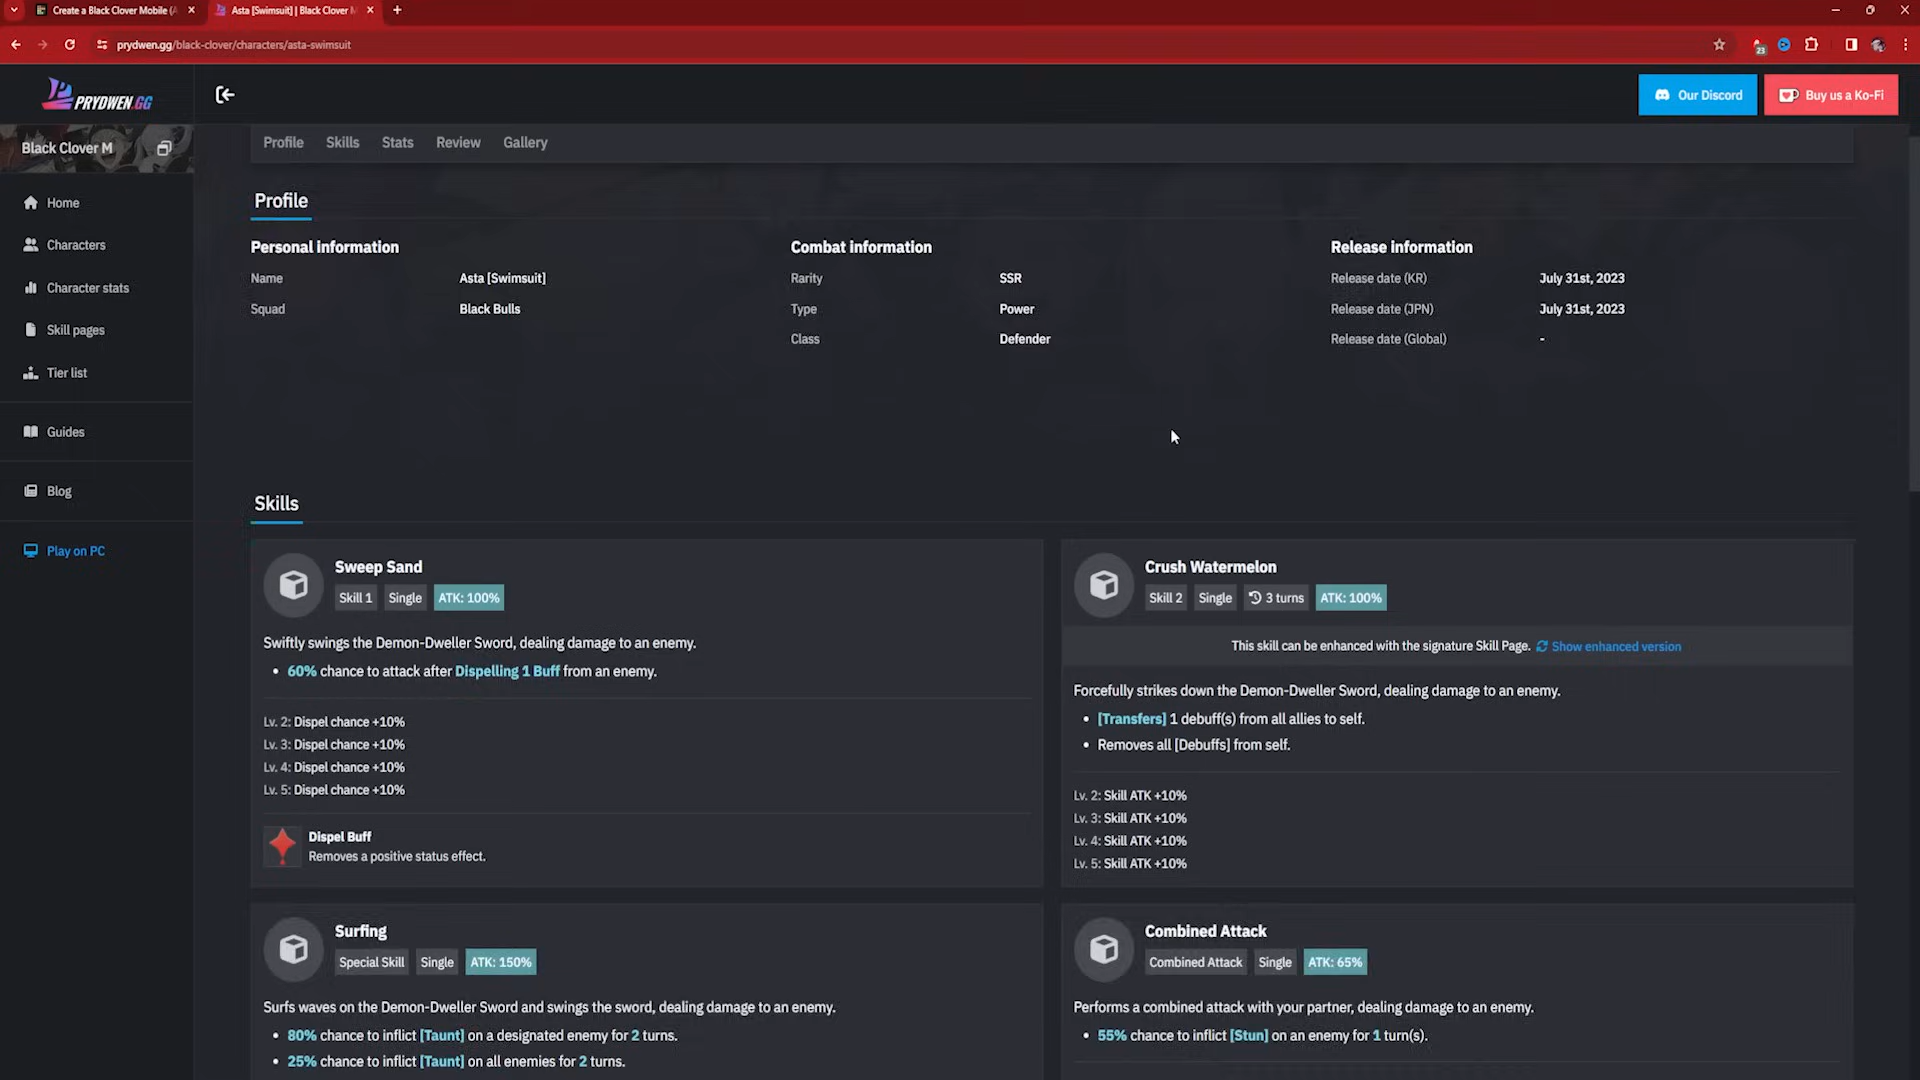 Create a Black Clover Mobile (A
Asta [Swimsuit] | Black Clover M
prydwen.gg/black-clover/characters/asta-swimsuit
23
PRYDWEN.GG
Our Discord
Buy us a Ko-Fi
Black Clover M
Profile
Skills
Stats
Review
Gallery
Home
Characters
Character stats
Skill pages
Tier list
Guides
Blog
Play on PC
Profile
Personal information
Name Asta [Swimsuit]
Squad Black Bulls
Combat information
Rarity SSR
Type Power
Class Defender
Release information
Release date (KR) July 31st, 2023
Release date (JPN) July 31st, 2023
Release date (Global) -
Skills
Sweep Sand
Skill 1 Single ATK: 100%
Swiftly swings the Demon-Dweller Sword, dealing damage to an enemy.
• 60% chance to attack after Dispelling 1 Buff from an enemy.
Lv. 2: Dispel chance +10%
Lv. 3: Dispel chance +10%
Lv. 4: Dispel chance +10%
Lv. 5: Dispel chance +10%
Dispel Buff
Removes a positive status effect.
Crush Watermelon
Skill 2 Single 3 turns ATK: 100%
This skill can be enhanced with the signature Skill Page. Show enhanced version
Forcefully strikes down the Demon-Dweller Sword, dealing damage to an enemy.
• [Transfers] 1 debuff(s) from all allies to self.
• Removes all [Debuffs] from self.
Lv. 2: Skill ATK +10%
Lv. 3: Skill ATK +10%
Lv. 4: Skill ATK +10%
Lv. 5: Skill ATK +10%
Surfing
Special Skill Single ATK: 150%
Surfs waves on the Demon-Dweller Sword and swings the sword, dealing damage to an enemy.
• 80% chance to inflict [Taunt] on a designated enemy for 2 turns.
• 25% chance to inflict [Taunt] on all enemies for 2 turns.
Combined Attack
Combined Attack Single ATK: 65%
Performs a combined attack with your partner, dealing damage to an enemy.
• 55% chance to inflict [Stun] on an enemy for 1 turn(s).